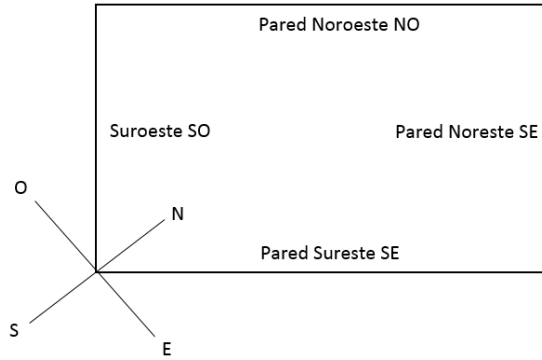 Pared Noroeste NO
Suroeste SO
Pared Noreste SE
O
N
Pared Sureste SE
S
E